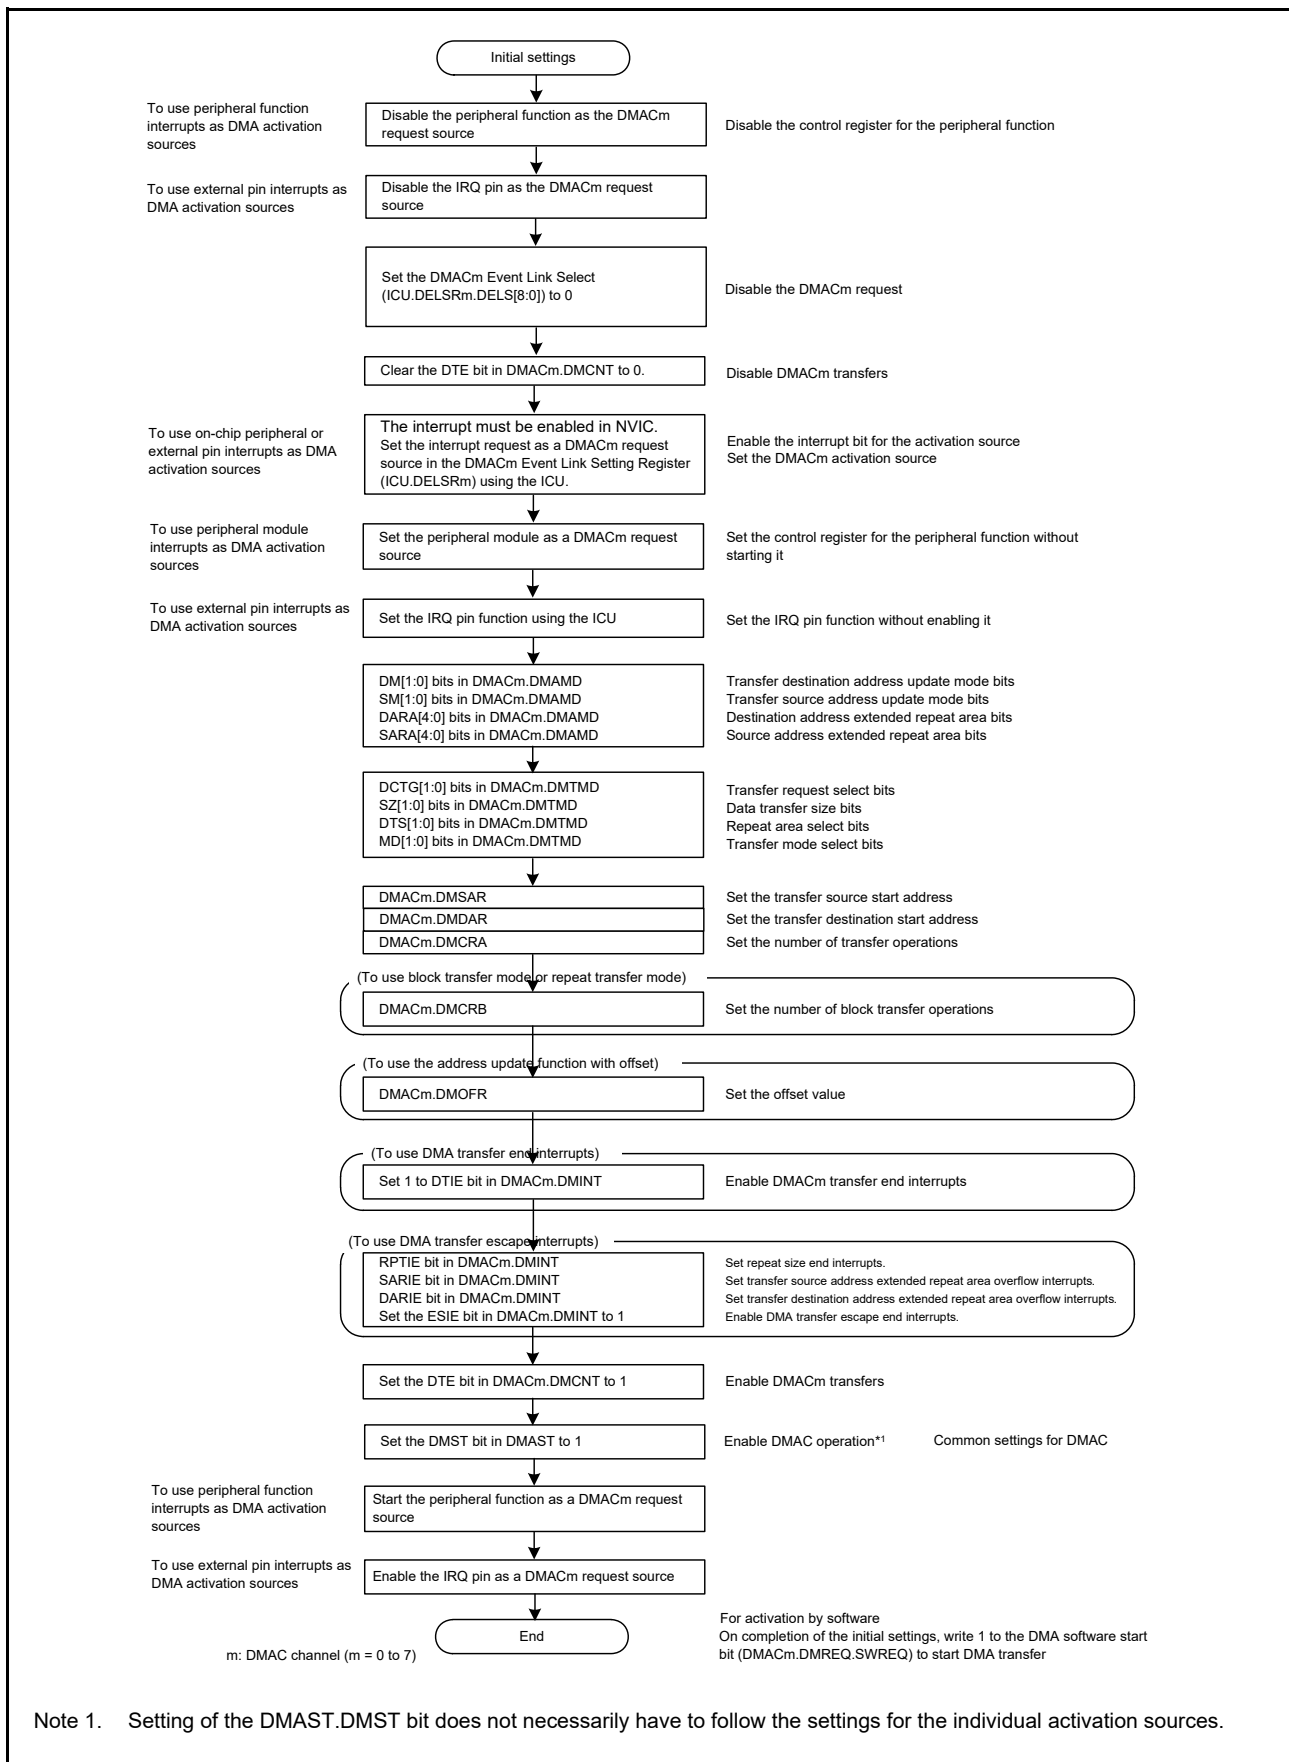 Initial settings
To use peripheral function
interrupts as DMA activation
sources
Disable the peripheral function as the DMACm
request source
Disable the control register for the peripheral function
To use external pin interrupts as
DMA activation sources
Disable the IRQ pin as the DMACm request
source
Set the DMACm Event Link Select
(ICU.DELSRm.DELS[8:0]) to 0
Disable the DMACm request
Clear the DTE bit in DMACm.DMCNT to 0.
Disable DMACm transfers
To use on-chip peripheral or
external pin interrupts as DMA
activation sources
The interrupt must be enabled in NVIC.
Set the interrupt request as a DMACm request
source in the DMACm Event Link Setting Register
(ICU.DELSRm) using the ICU.
Enable the interrupt bit for the activation source
Set the DMACm activation source
To use peripheral module
interrupts as DMA activation
sources
Set the peripheral module as a DMACm request
source
Set the control register for the peripheral function without
starting it
To use external pin interrupts as
DMA activation sources
Set the IRQ pin function using the ICU
Set the IRQ pin function without enabling it
DM[1:0] bits in DMACm.DMAMD
SM[1:0] bits in DMACm.DMAMD
DARA[4:0] bits in DMACm.DMAMD
SARA[4:0] bits in DMACm.DMAMD
Transfer destination address update mode bits
Transfer source address update mode bits
Destination address extended repeat area bits
Source address extended repeat area bits
DCTG[1:0] bits in DMACm.DMTMD
SZ[1:0] bits in DMACm.DMTMD
DTS[1:0] bits in DMACm.DMTMD
MD[1:0] bits in DMACm.DMTMD
Transfer request select bits
Data transfer size bits
Repeat area select bits
Transfer mode select bits
DMACm.DMSAR
Set the transfer source start address
DMACm.DMDAR
Set the transfer destination start address
DMACm.DMCRA
Set the number of transfer operations
(To use block transfer mode or repeat transfer mode)
DMACm.DMCRB
Set the number of block transfer operations
(To use the address update function with offset)
DMACm.DMOFR
Set the offset value
(To use DMA transfer end interrupts)
Set 1 to DTIE bit in DMACm.DMINT
Enable DMACm transfer end interrupts
(To use DMA transfer escape interrupts)
RPTIE bit in DMACm.DMINT
SARIE bit in DMACm.DMINT
DARIE bit in DMACm.DMINT
Set the ESIE bit in DMACm.DMINT to 1
Set repeat size end interrupts.
Set transfer source address extended repeat area overflow interrupts.
Set transfer destination address extended repeat area overflow interrupts.
Enable DMA transfer escape end interrupts.
Set the DTE bit in DMACm.DMCNT to 1
Enable DMACm transfers
Set the DMST bit in DMAST to 1
Enable DMAC operation*1
Common settings for DMAC
To use peripheral function
interrupts as DMA activation
sources
Start the peripheral function as a DMACm request
source
To use external pin interrupts as
DMA activation sources
Enable the IRQ pin as a DMACm request source
End
For activation by software
On completion of the initial settings, write 1 to the DMA software start
bit (DMACm.DMREQ.SWREQ) to start DMA transfer
m: DMAC channel (m = 0 to 7)
Note 1. Setting of the DMAST.DMST bit does not necessarily have to follow the settings for the individual activation sources.